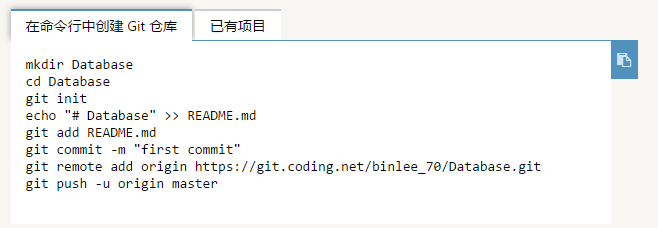 在命令行中创建 Git 仓库
已有项目
mkdir Database
cd Database
git init
echo "# Database" >> README.md
git add README.md
git commit -m "first commit"
git remote add origin https://git.coding.net/binlee_70/Database.git
git push -u origin master